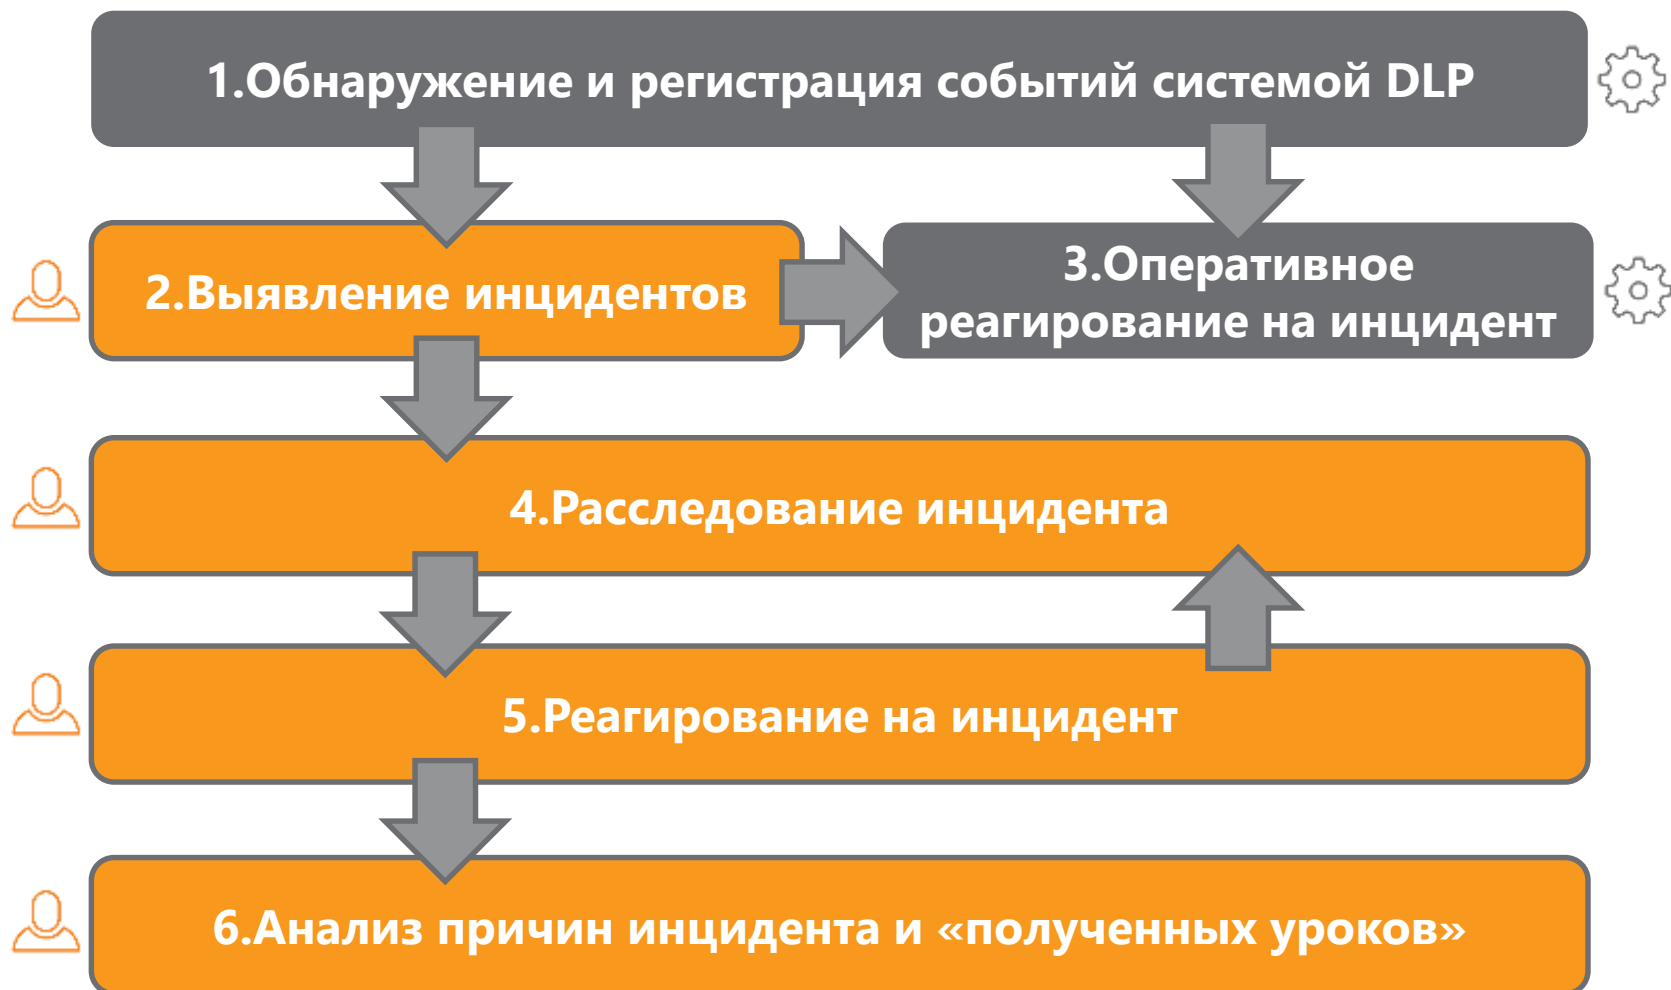 1.Обнаружение и регистрация событий системой DLP
2.Выявление инцидентов
3.Оперативное
реагирование на инцидент
4.Расследование инцидента
5.Реагирование на инцидент
6.Анализ причин инцидента и «полученных уроков»